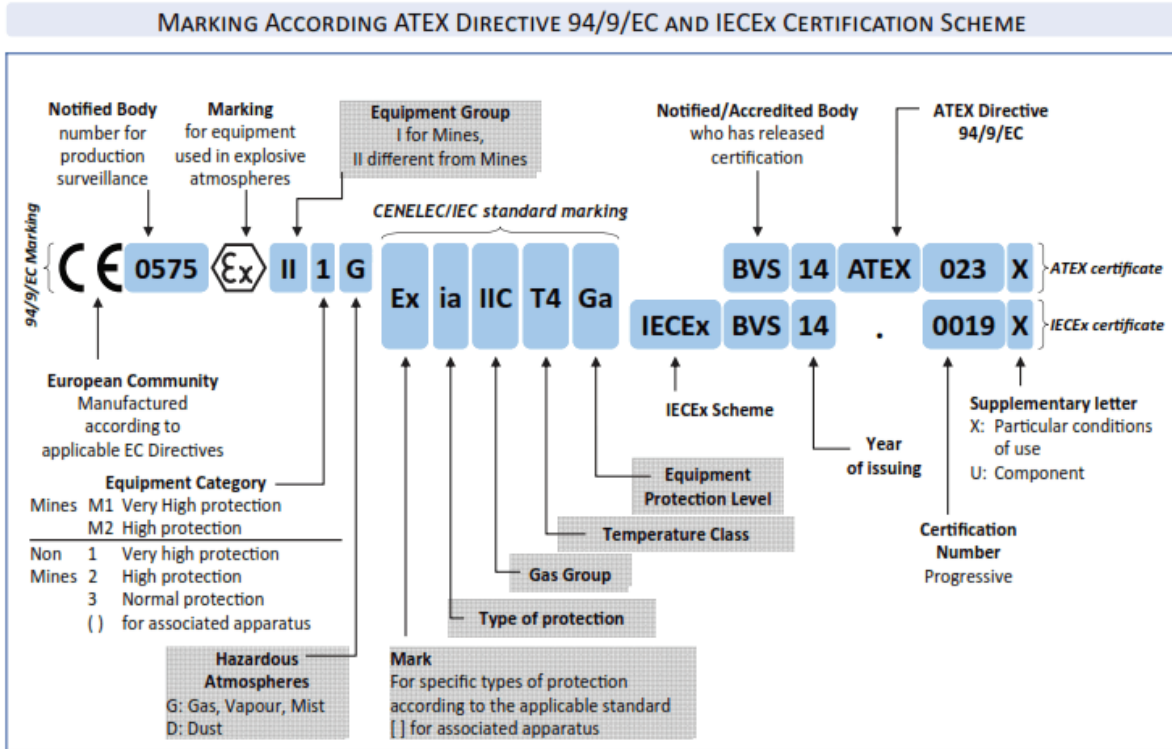 MARKING ACCORDING ATEX DIRECTIVE 94/9/EC AND IECEX CERTIFICATION SCHEME
Notified Body
number for
production
surveillance
Marking
for equipment
used in explosive
atmospheres
Equipment Group
I for Mines,
II different from Mines
Notified/Accredited Body
who has released
certification
ATEX Directive
94/9/EC
CENELEC/IEC standard marking
94/9/EC Marking
CE 0575 Ex II 1 G
Ex ia IIC T4 Ga
BVS 14 ATEX 023 X
ATEX certificate
IECEx BVS 14 . 0019 X
IECEx certificate
European Community
Manufactured
according to
applicable EC Directives
IECEx Scheme
Year
of issuing
Supplementary letter
X: Particular conditions
of use
U: Component
Equipment Category
Mines M1 Very High protection
M2 High protection
Non 1 Very high protection
Mines 2 High protection
3 Normal protection
( ) for associated apparatus
Equipment
Protection Level
Temperature Class
Gas Group
Type of protection
Certification
Number
Progressive
Hazardous
Atmospheres
G: Gas, Vapour, Mist
D: Dust
Mark
For specific types of protection
according to the applicable standard
[ ] for associated apparatus